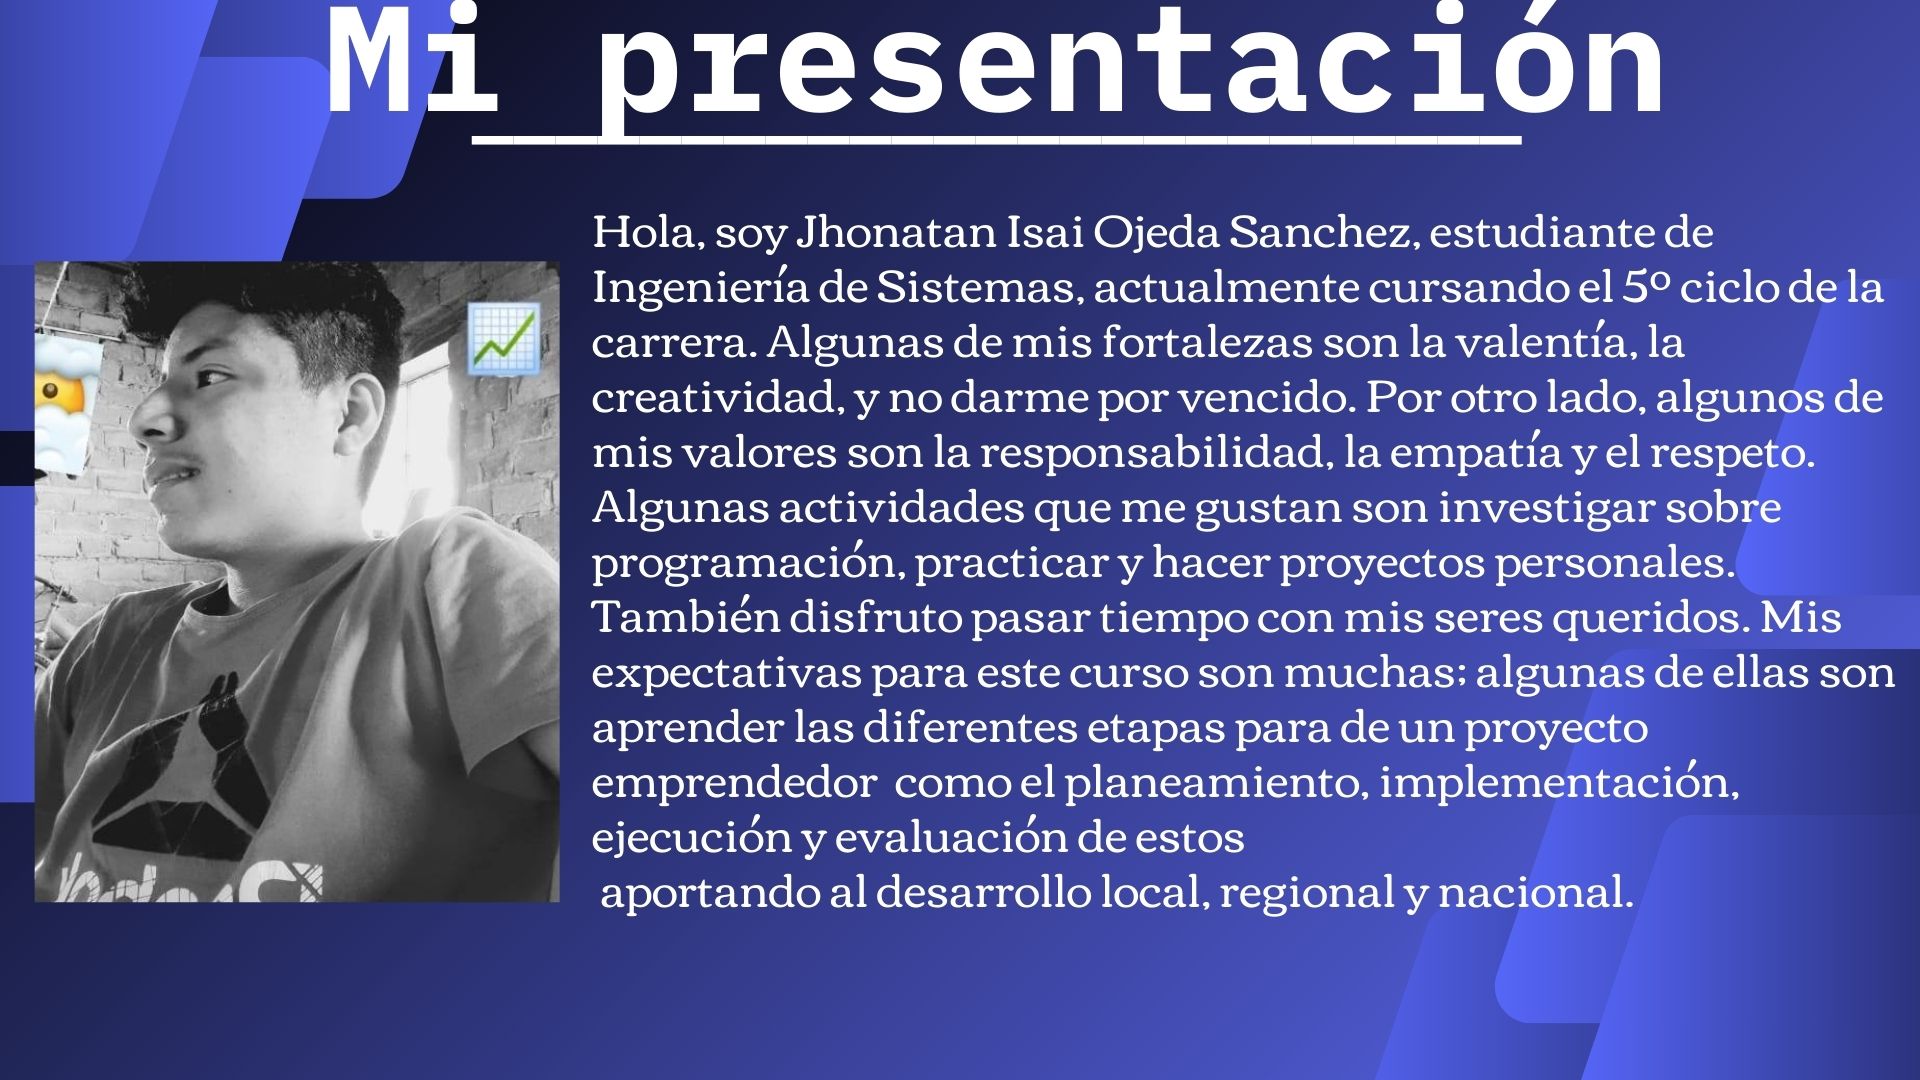 Mi presentación
Hola, soy Jhonatan Isai Ojeda Sanchez, estudiante de
Ingeniería de Sistemas, actualmente cursando el 5º ciclo de la
carrera. Algunas de mis fortalezas son la valentía, la
creatividad, y no darme por vencido. Por otro lado, algunos de
mis valores son la responsabilidad, la empatía y el respeto.
Algunas actividades que me gustan son investigar sobre
programación, practicar y hacer proyectos personales.
También disfruto pasar tiempo con mis seres queridos. Mis
expectativas para este curso son muchas; algunas de ellas son
aprender las diferentes etapas para de un proyecto
emprendedor  como el planeamiento, implementación,
ejecución y evaluación de estos
aportando al desarrollo local, regional y nacional.